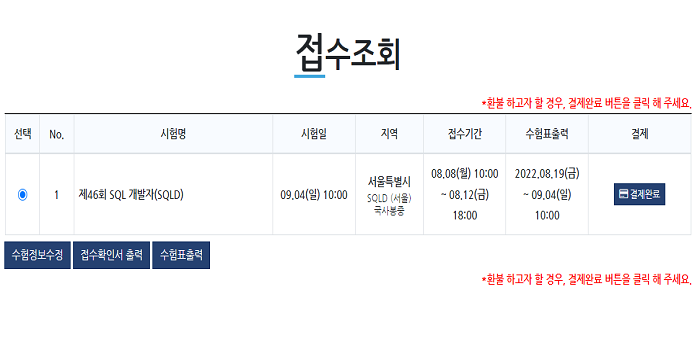 접수조회
*환불 하고자 할 경우, 결제완료 버튼을 클릭 해 주세요.
선택 No. 시험명 시험일 지역 접수기간 수험표출력 결제
1 제46회 SQL 개발자(SQLD) 09.04(일) 10:00
서울특별시
SQLD (서울)
국사봉중
08.08(월) 10:00
~ 08.12(금)
18:00
2022.08.19(금)
~ 09.04(일)
10:00
결제완료
수험정보수정 접수확인서 출력 수험표출력
*환불 하고자 할 경우, 결제완료 버튼을 클릭 해 주세요.